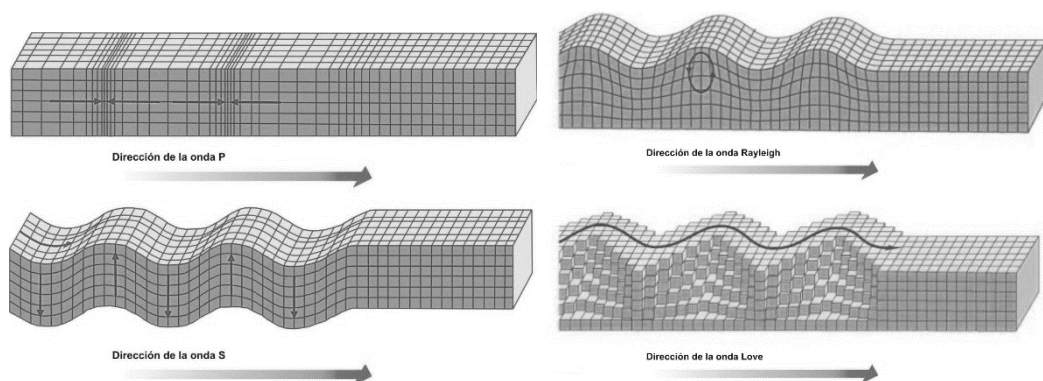 Dirección de la onda P
Dirección de la onda Rayleigh
Dirección de la onda S
Dirección de la onda Love